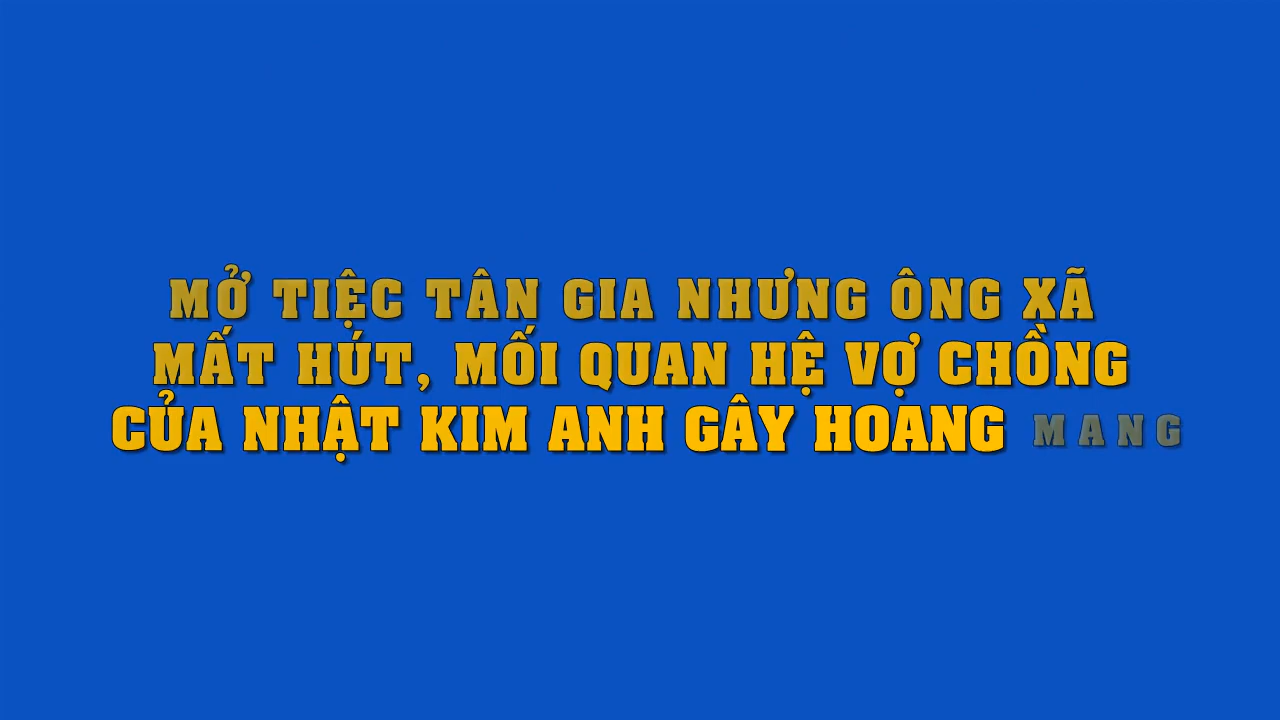 MỞ TIỆC TÂN GIA NHƯNG ÔNG XÃ
MẤT HÚT, MỐI QUAN HỆ VỢ CHỒNG
CỦA NHẬT KIM ANH GÂY HOANG MANG